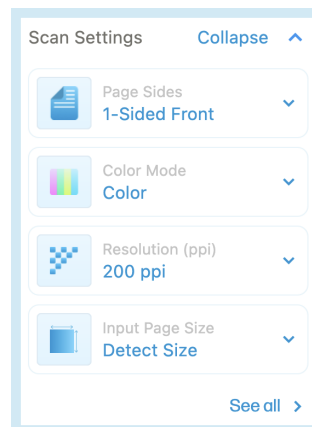 Scan Settings Collapse
Page Sides
1-Sided Front
Color Mode
Color
Resolution (ppi)
200 ppi
Input Page Size
Detect Size
See all